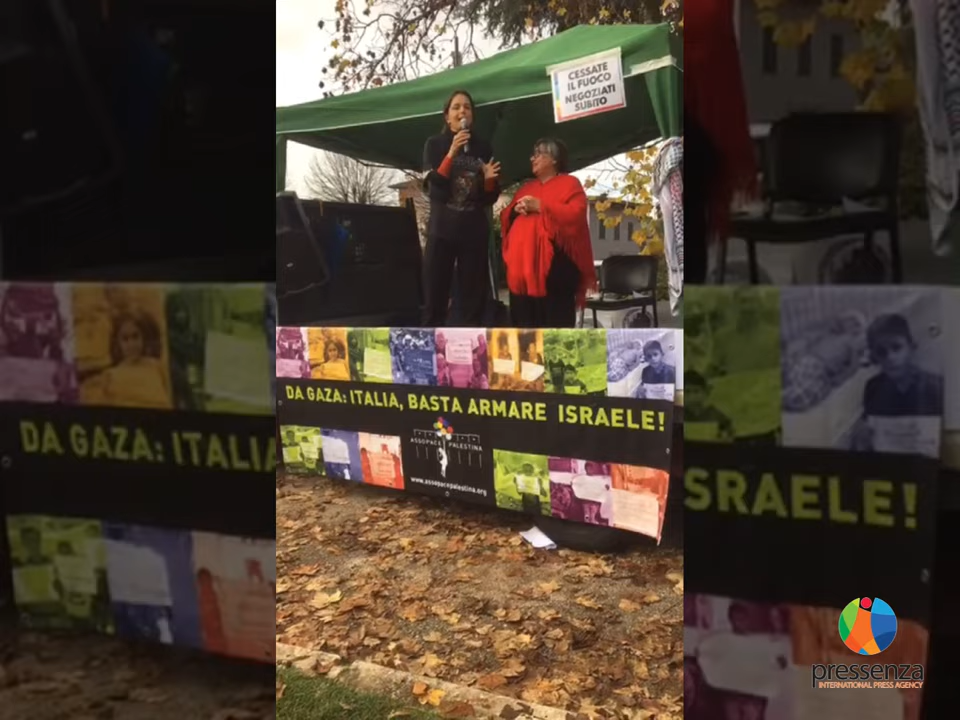 CESSATE
IL FUOCO
NEGOZIATI
SUBITO
DA GAZA: ITALIA, BASTA ARMARE ISRAELE!
ASSOPACE PALESTINA
www.assopacepalestina.org
DA GAZA: ITALIA
SRAELE!
pressenza
INTERNATIONAL PRESS AGENCY